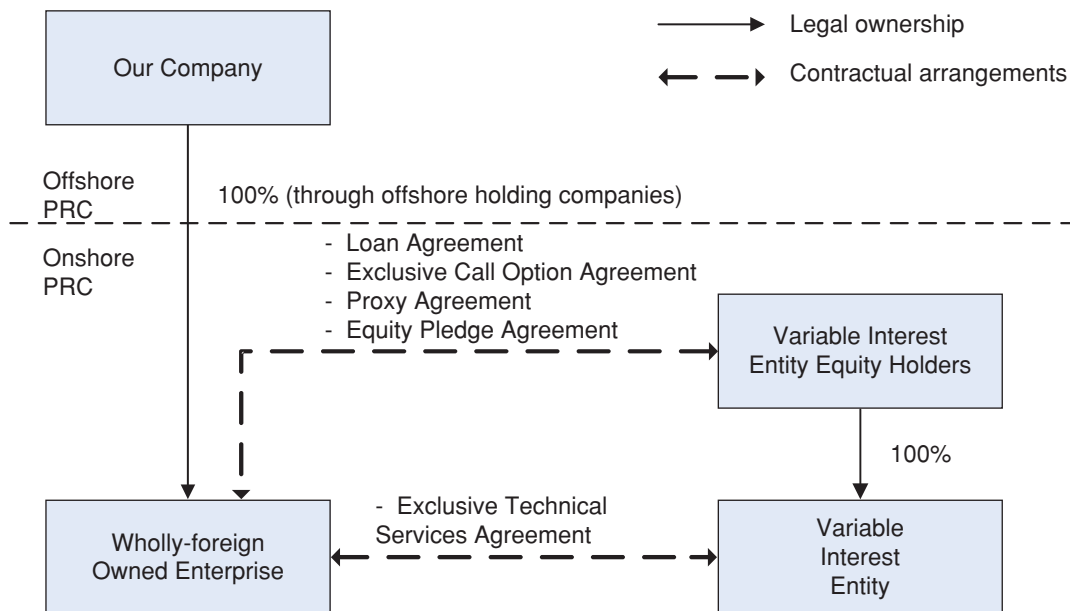 Our Company
Legal ownership
Contractual arrangements
Offshore
PRC
100% (through offshore holding companies)
Onshore
PRC
- Loan Agreement
- Exclusive Call Option Agreement
- Proxy Agreement
- Equity Pledge Agreement
Variable Interest
Entity Equity Holders
100%
- Exclusive Technical
Services Agreement
Wholly-foreign
Owned Enterprise
Variable
Interest
Entity